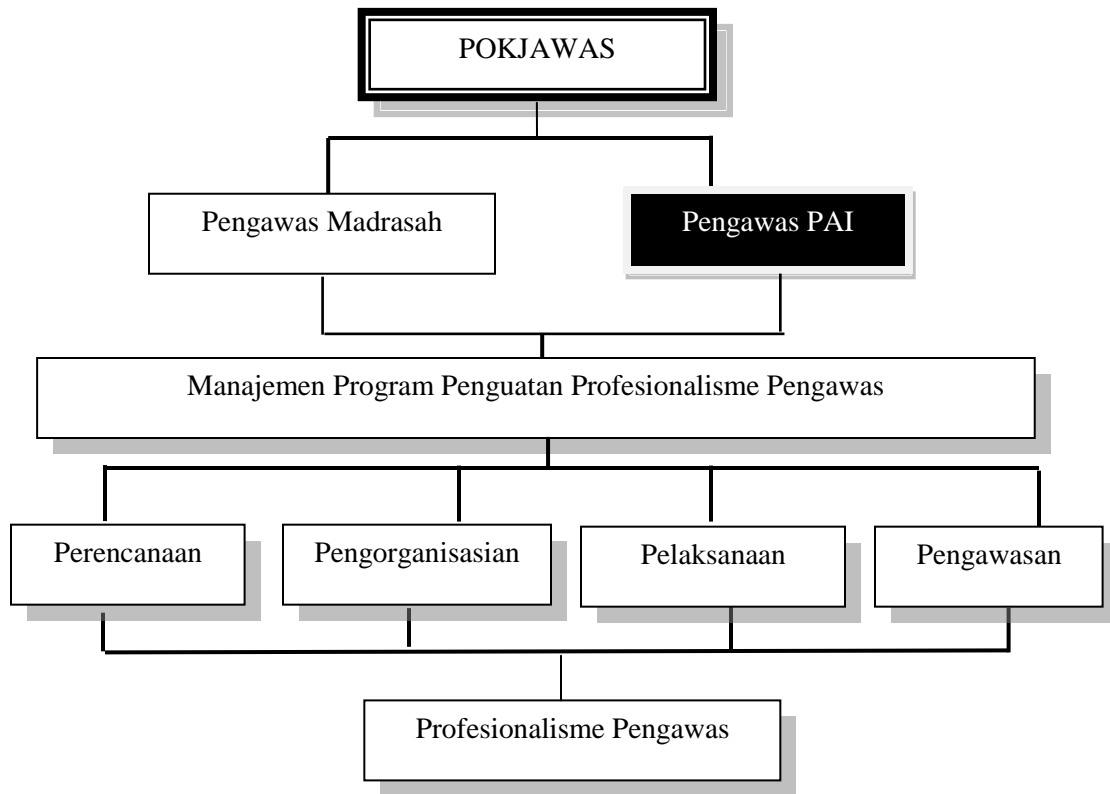 POKJAWAS
Pengawas Madrasah
Pengawas PAI
Manajemen Program Penguatan Profesionalisme Pengawas
Perencanaan
Pengorganisasian
Pelaksanaan
Pengawasan
Profesionalisme Pengawas